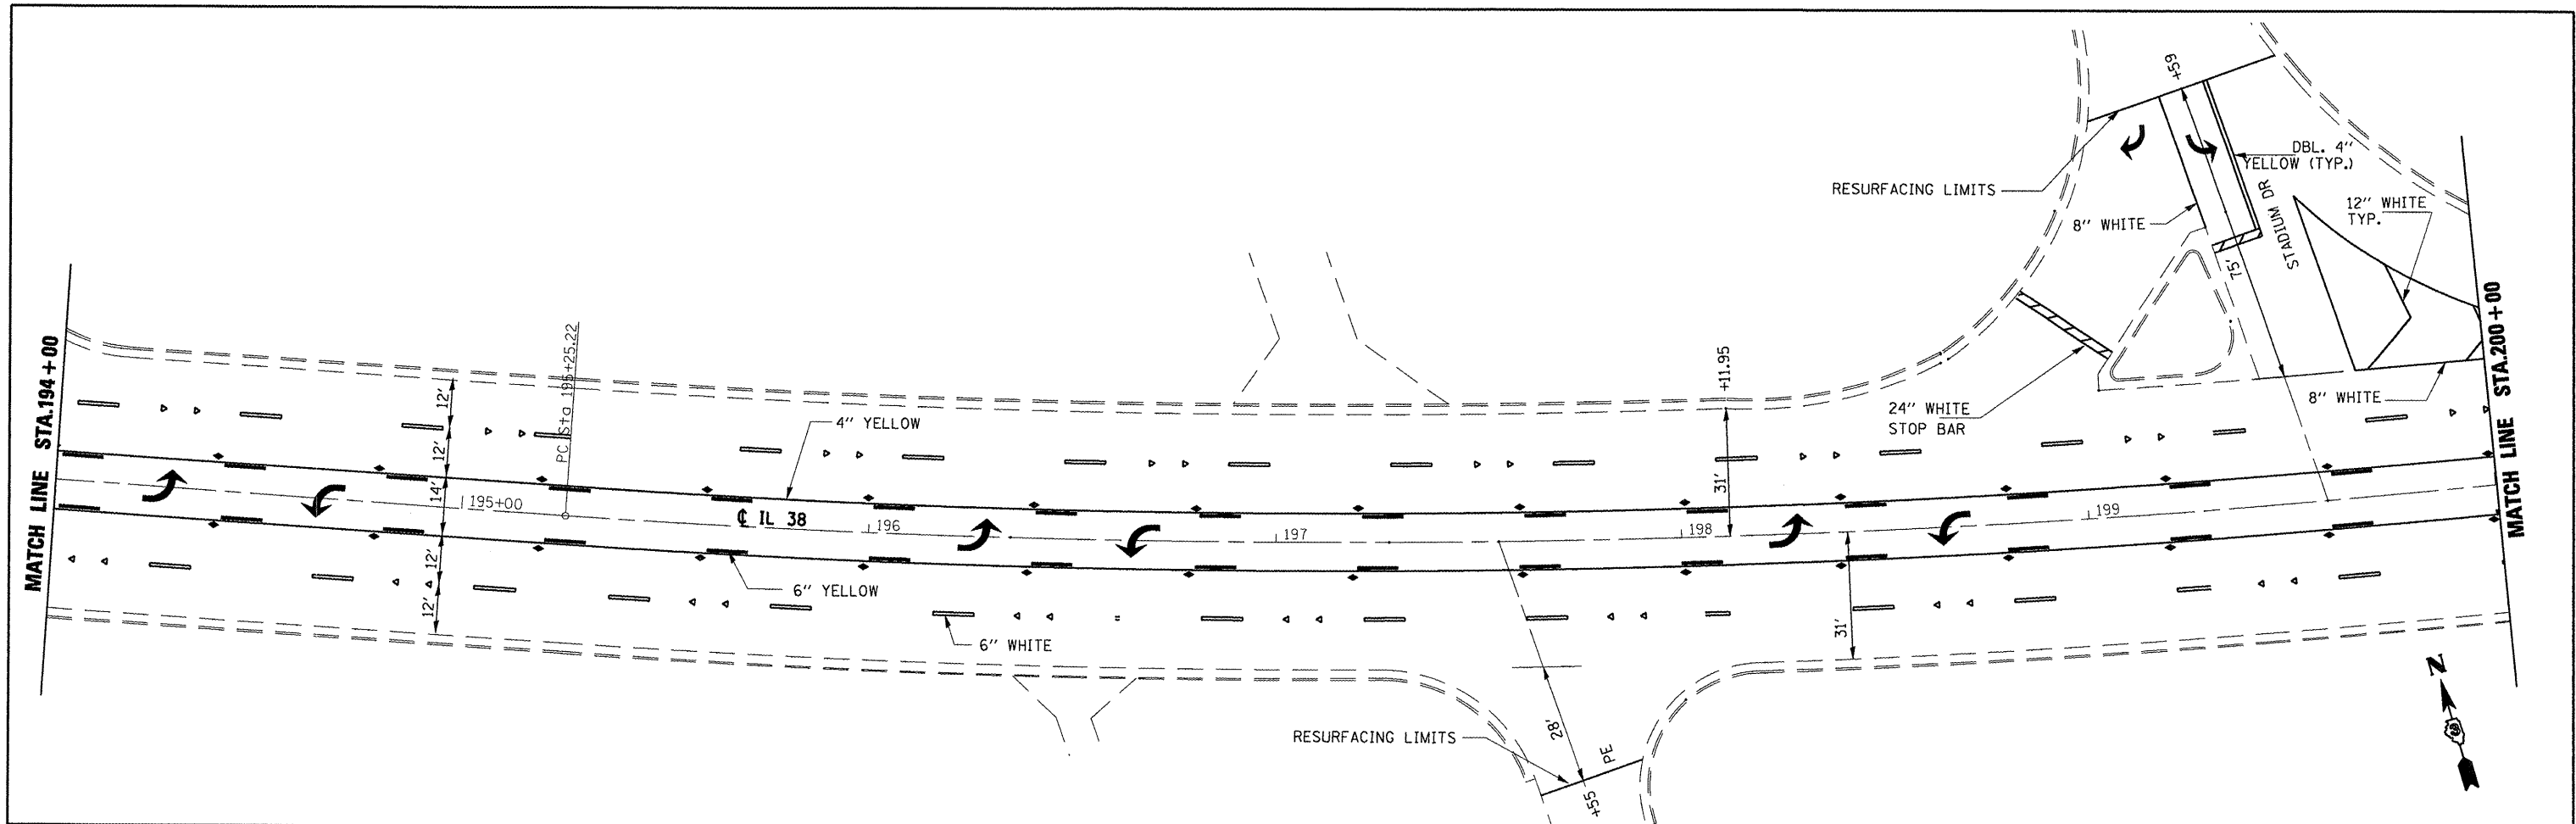 MATCH LINE STA.194+00
12'
12'
14'
12'
12'
195+00
PC Sta 195+25.22
4" YELLOW
℄ IL 38
6" YELLOW
196
6" WHITE
197
198
31'
+11.95
31'
199
RESURFACING LIMITS
28'
PE
+55
RESURFACING LIMITS
+59
DBL. 4"
YELLOW (TYP.)
8" WHITE
STADIUM DR
75'
12" WHITE
TYP.
24" WHITE
STOP BAR
8" WHITE
MATCH LINE STA.200+00
N